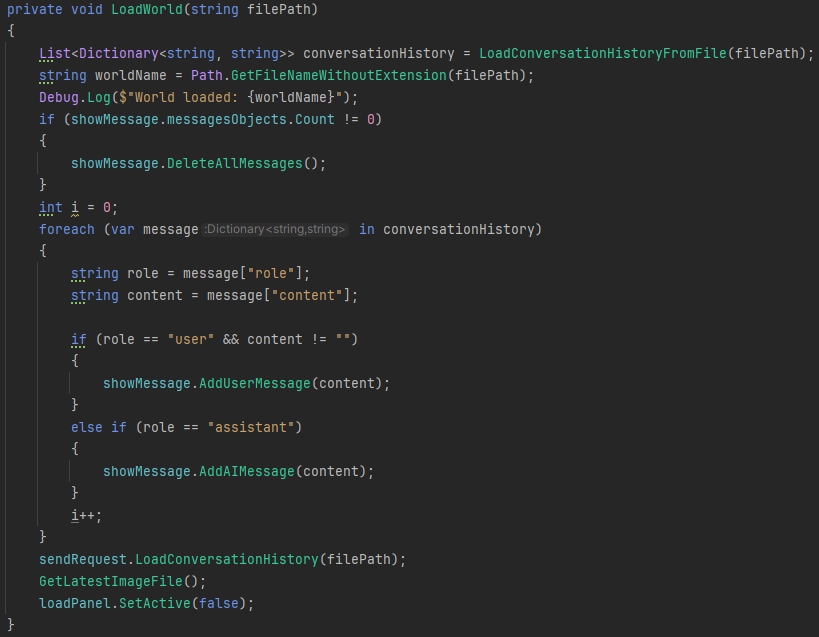 private void LoadWorld(string filePath)
{
    List<Dictionary<string, string>> conversationHistory = LoadConversationHistoryFromFile(filePath);
    string worldName = Path.GetFileNameWithoutExtension(filePath);
    Debug.Log($"World loaded: {worldName}");
    if (showMessage.messagesObjects.Count != 0)
    {
        showMessage.DeleteAllMessages();
    }
    int i = 0;
    foreach (var message :Dictionary<string,string> in conversationHistory)
    {
        string role = message["role"];
        string content = message["content"];

        if (role == "user" && content != "")
        {
            showMessage.AddUserMessage(content);
        }
        else if (role == "assistant")
        {
            showMessage.AddAIMessage(content);
        }
        i++;
    }
    sendRequest.LoadConversationHistory(filePath);
    GetLatestImageFile();
    loadPanel.SetActive(false);
}